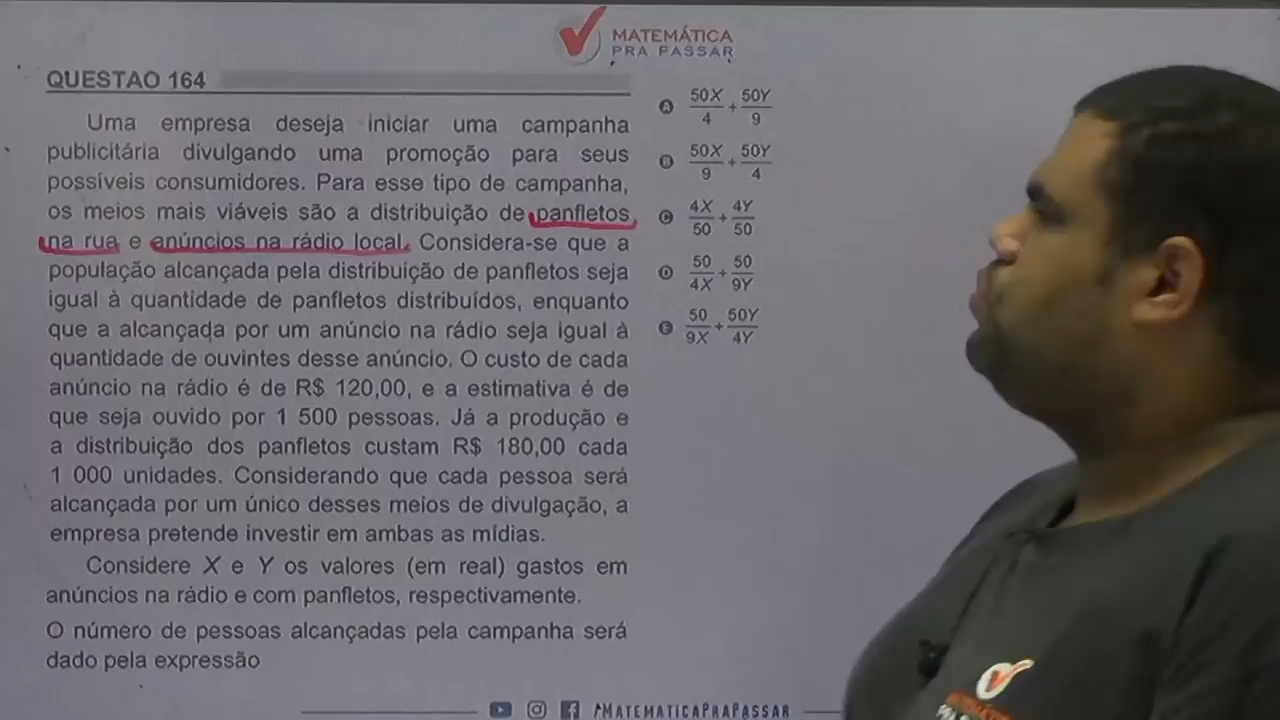 MATEMÁTICA
PRA PASSAR
QUESTAO 164
Uma empresa deseja iniciar uma campanha
publicitária divulgando uma promoção para seus
possíveis consumidores. Para esse tipo de campanha,
os meios mais viáveis são a distribuição de panfletos
na rua e anúncios na rádio local. Considera-se que a
população alcançada pela distribuição de panfletos seja
igual à quantidade de panfletos distribuídos, enquanto
que a alcançada por um anúncio na rádio seja igual à
quantidade de ouvintes desse anúncio. O custo de cada
anúncio na rádio é de R$ 120,00, e a estimativa é de
que seja ouvido por 1 500 pessoas. Já a produção e
a distribuição dos panfletos custam R$ 180,00 cada
1 000 unidades. Considerando que cada pessoa será
alcançada por um único desses meios de divulgação, a
empresa pretende investir em ambas as mídias.
Considere X e Y os valores (em real) gastos em
anúncios na rádio e com panfletos, respectivamente.
O número de pessoas alcançadas pela campanha será
dado pela expressão
A 50X/4 + 50Y/9
B 50X/9 + 50Y/4
C 4X/50 + 4Y/50
D 50/4X + 50/9Y
E 50/9X + 50Y/4Y
/MATEMATICAPRAPASSAR
MATEMÁTICA